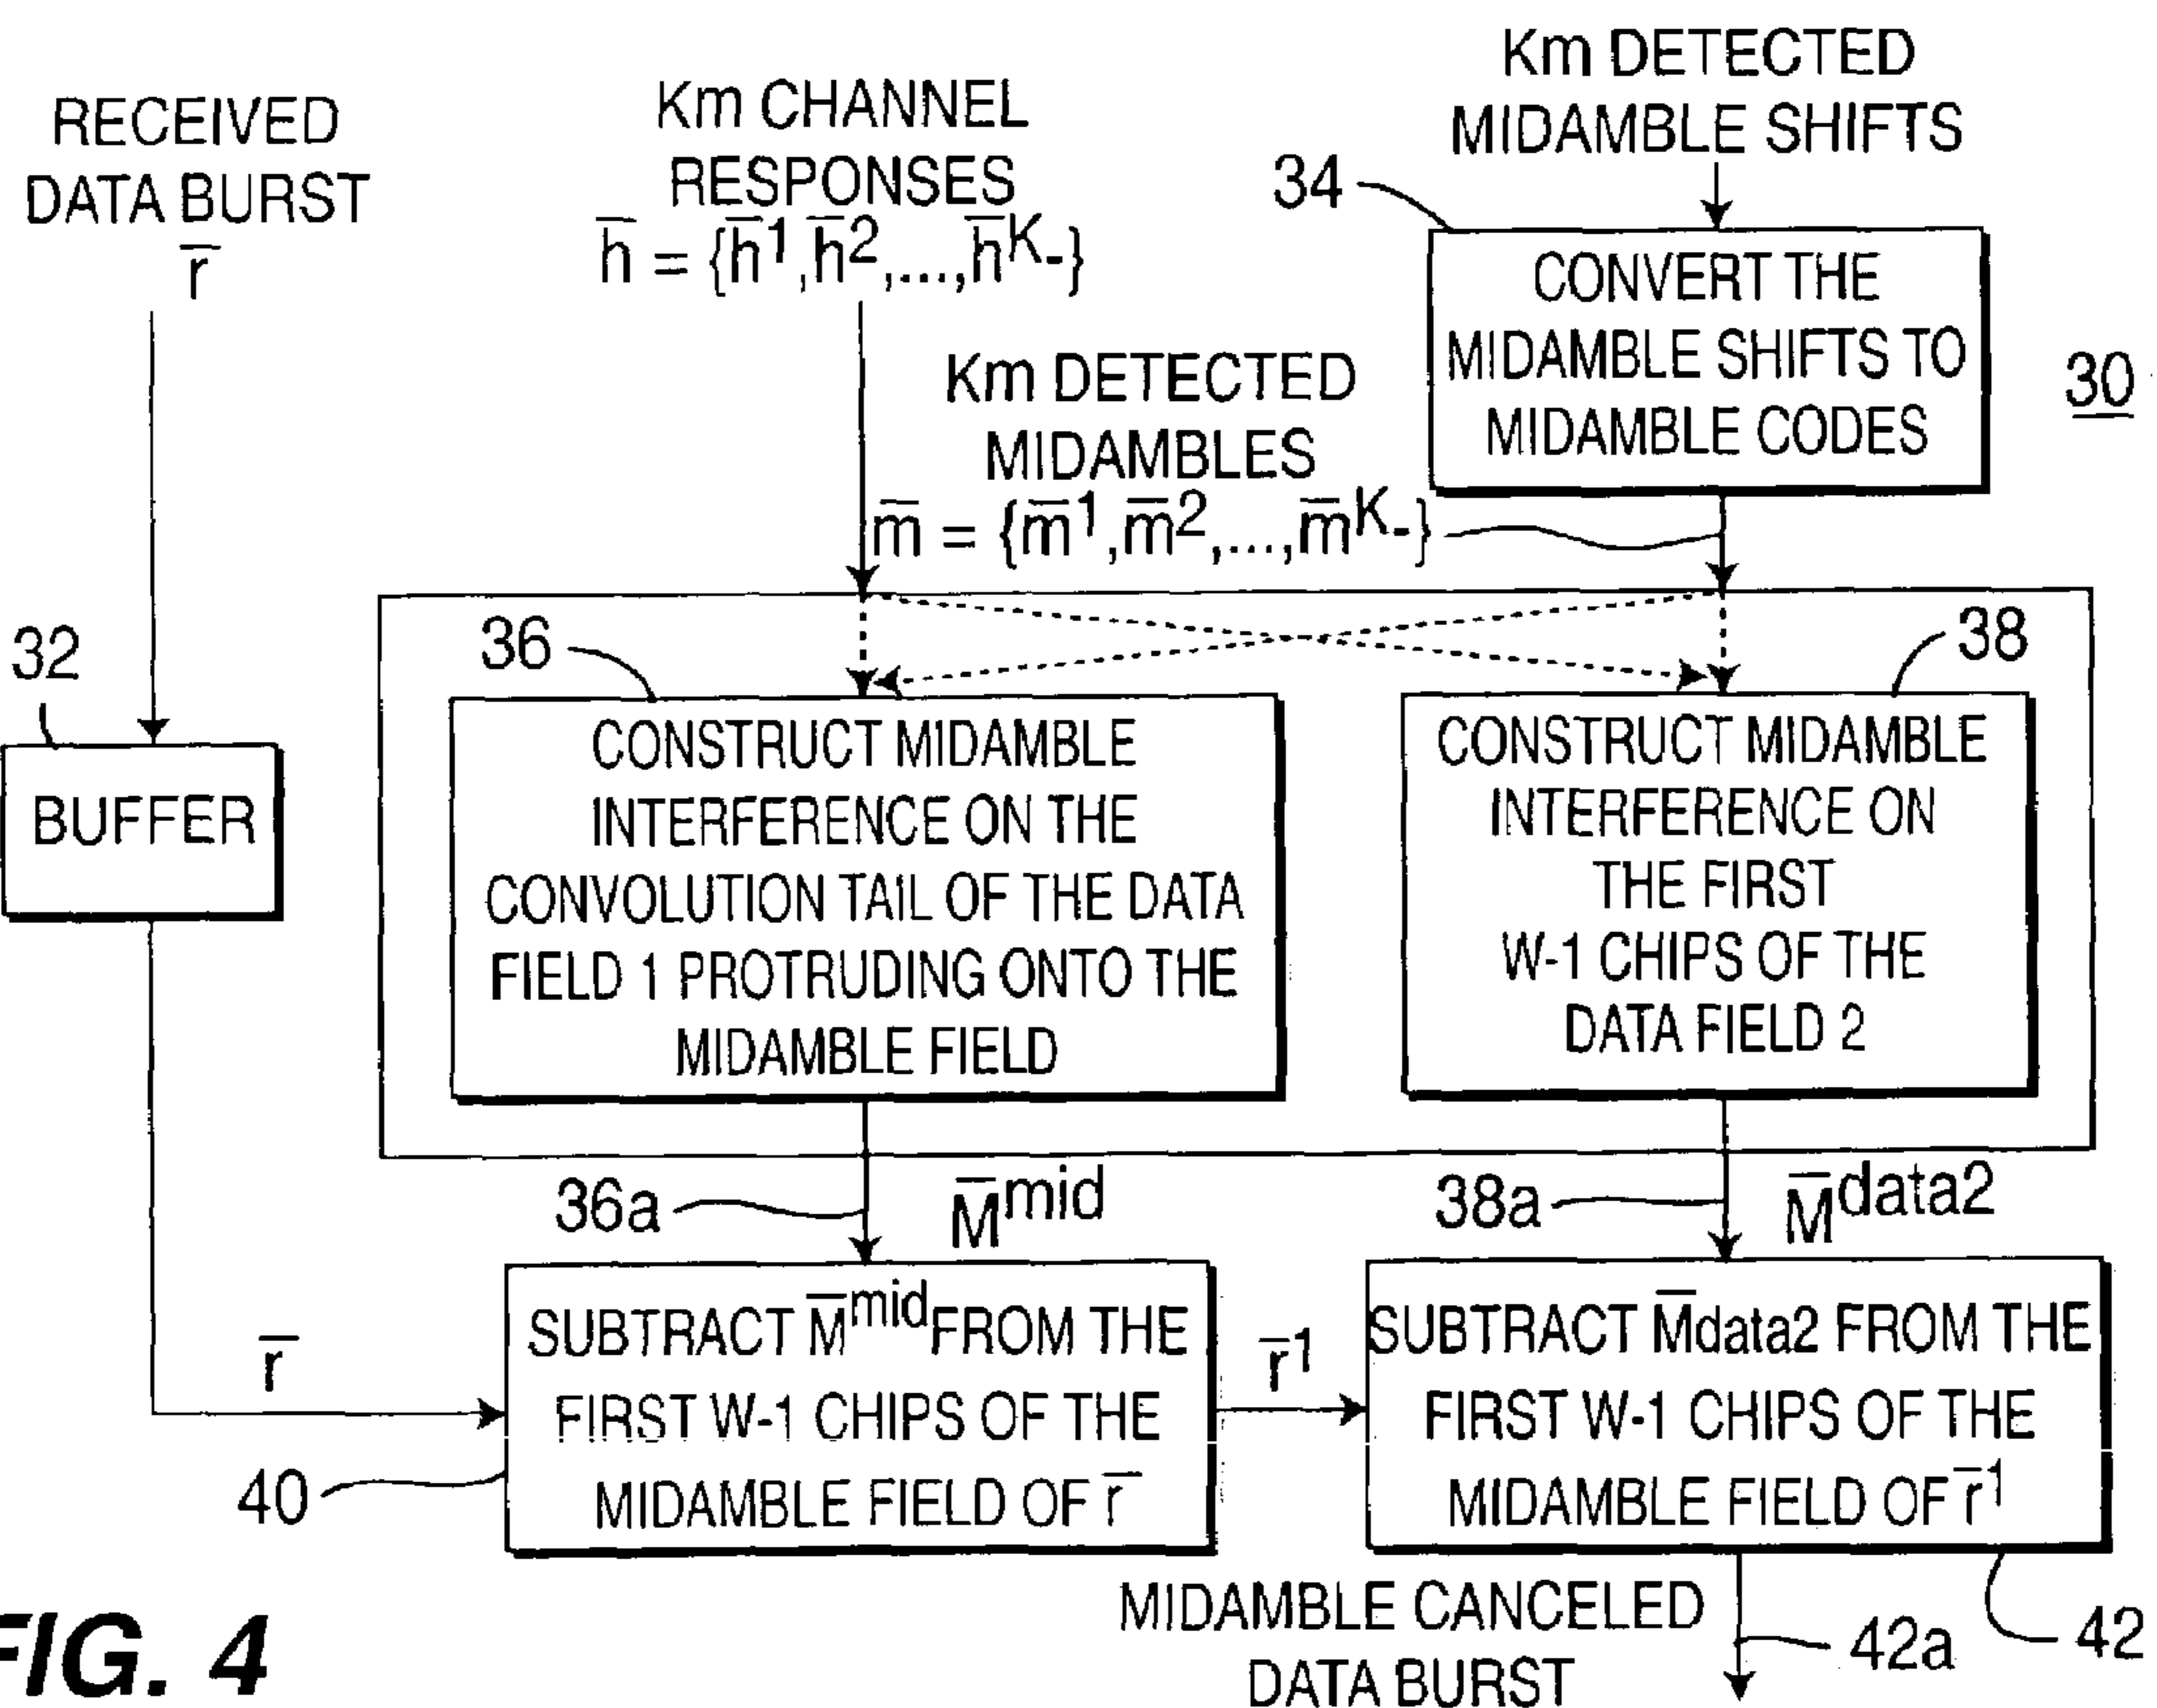 RECEIVED
DATA BURST
r̅
Km CHANNEL
RESPONSES
h̅ = {h̅¹,h̅²,...,h̅ᴷ-}
Km DETECTED
MIDAMBLE SHIFTS
34
CONVERT THE
MIDAMBLE SHIFTS TO
MIDAMBLE CODES
30
Km DETECTED
MIDAMBLES
m̅ = {m̅¹,m̅²,...,m̅ᴷ-}
32
BUFFER
36
CONSTRUCT MIDAMBLE
INTERFERENCE ON THE
CONVOLUTION TAIL OF THE DATA
FIELD 1 PROTRUDING ONTO THE
MIDAMBLE FIELD
38
CONSTRUCT MIDAMBLE
INTERFERENCE ON
THE FIRST
W-1 CHIPS OF THE
DATA FIELD 2
36a
M̅mid
38a
M̅data2
r̅
SUBTRACT M̅mid FROM THE
FIRST W-1 CHIPS OF THE
MIDAMBLE FIELD OF r̅
40
r̅¹
SUBTRACT M̅data2 FROM THE
FIRST W-1 CHIPS OF THE
MIDAMBLE FIELD OF r̅¹
42
MIDAMBLE CANCELED
DATA BURST
42a
FIG. 4